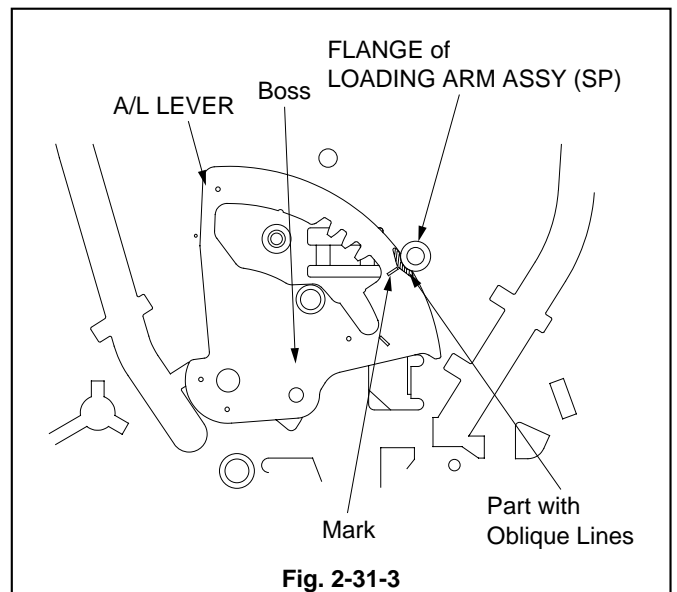 FLANGE of
LOADING ARM ASSY (SP)
Boss
A/L LEVER
Mark
Part with
Oblique Lines
Fig. 2-31-3